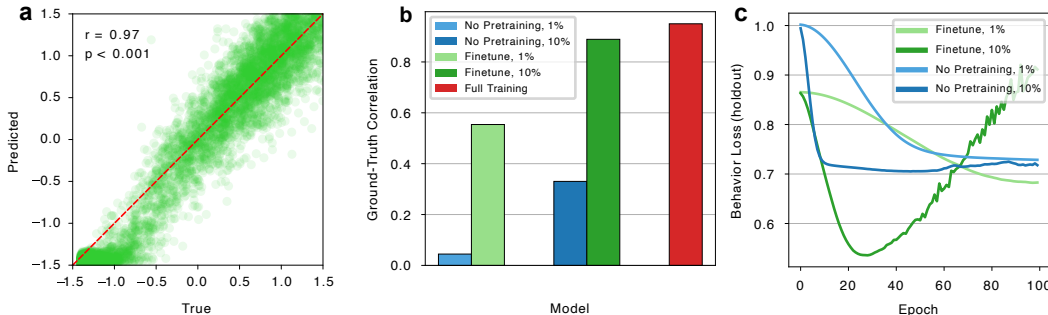 a
r = 0.97
p < 0.001
1.5
1.0
0.5
0.0
−0.5
−1.0
−1.5
−1.5
−1.0
−0.5
0.0
0.5
1.0
1.5
Predicted
True
b
No Pretraining, 1%
No Pretraining, 10%
Finetune, 1%
Finetune, 10%
Full Training
0.8
0.6
0.4
0.2
0.0
Ground-Truth Correlation
Model
c
Finetune, 1%
Finetune, 10%
No Pretraining, 1%
No Pretraining, 10%
1.0
0.9
0.8
0.7
0.6
0
20
40
60
80
100
Behavior Loss (holdout)
Epoch